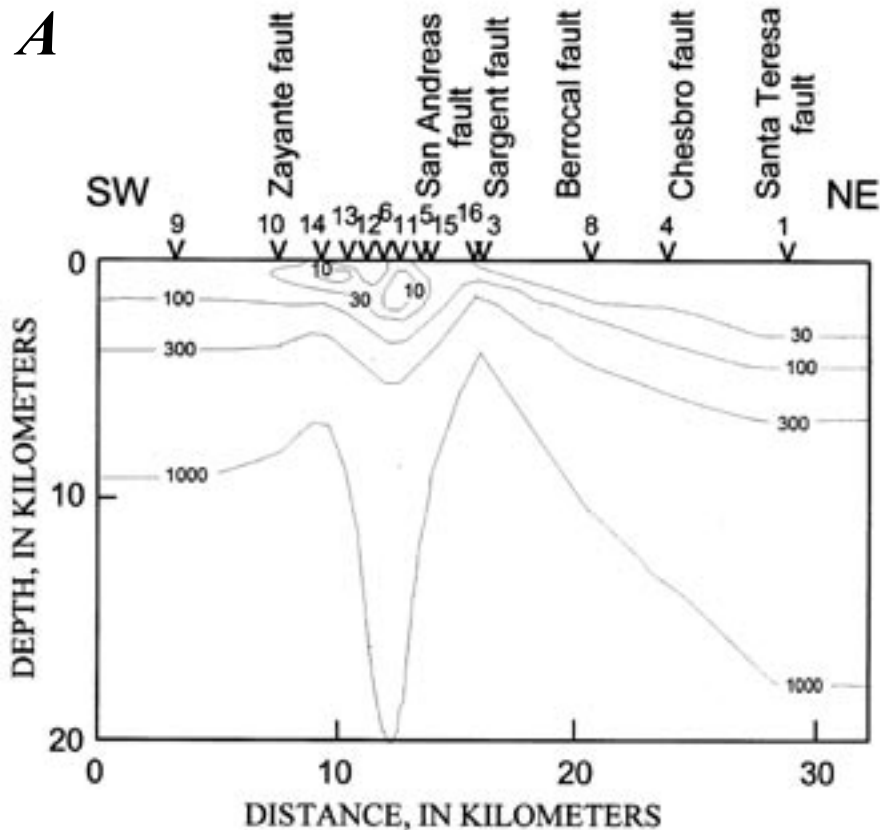 A
Zayante fault
San Andreas
fault
Sargent fault
Berrocal fault
Chesbro fault
Santa Teresa
fault
SW
NE
9 10 14 13 12 6 11 5 15 16 3 8 4 1
0
10
10
30
100
30
100
300
300
1000
10
1000
20
0 10 20 30
DEPTH, IN KILOMETERS
DISTANCE, IN KILOMETERS